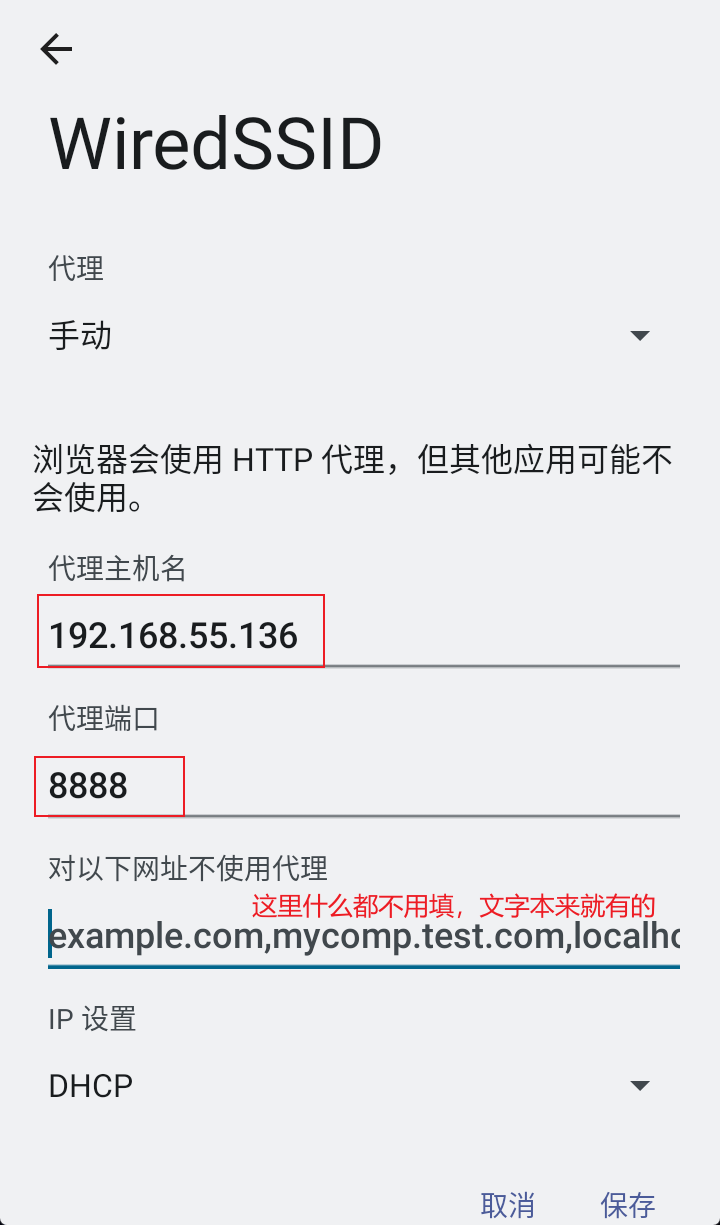 WiredSSID
代理
手动
浏览器会使用 HTTP 代理，但其他应用可能不
会使用。
代理主机名
192.168.55.136
代理端口
8888
对以下网址不使用代理
这里什么都不用填，文字本来就有的
example.com,mycomp.test.com,localho
IP 设置
DHCP
取消 保存